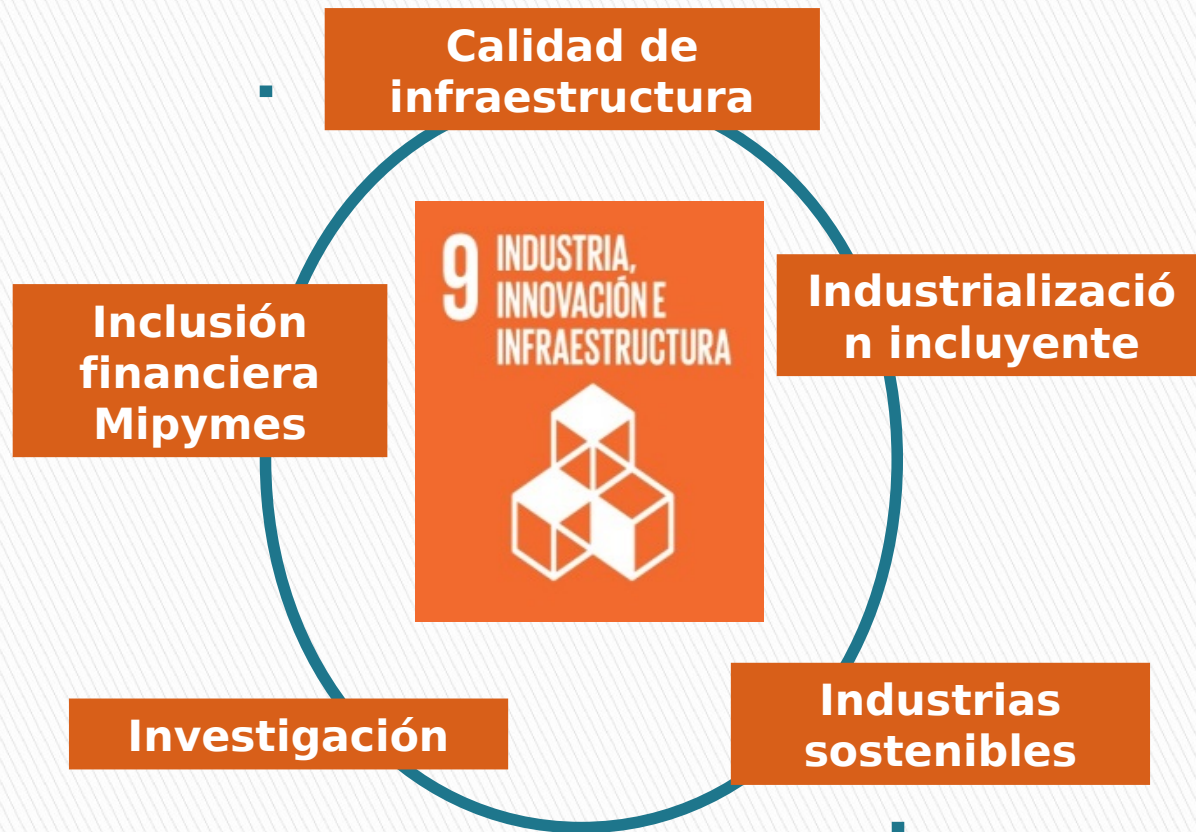 Calidad de
infraestructura
9 INDUSTRIA,
INNOVACIÓN E
INFRAESTRUCTURA
Industrializació
n incluyente
Inclusión
financiera
Mipymes
Industrias
sostenibles
Investigación